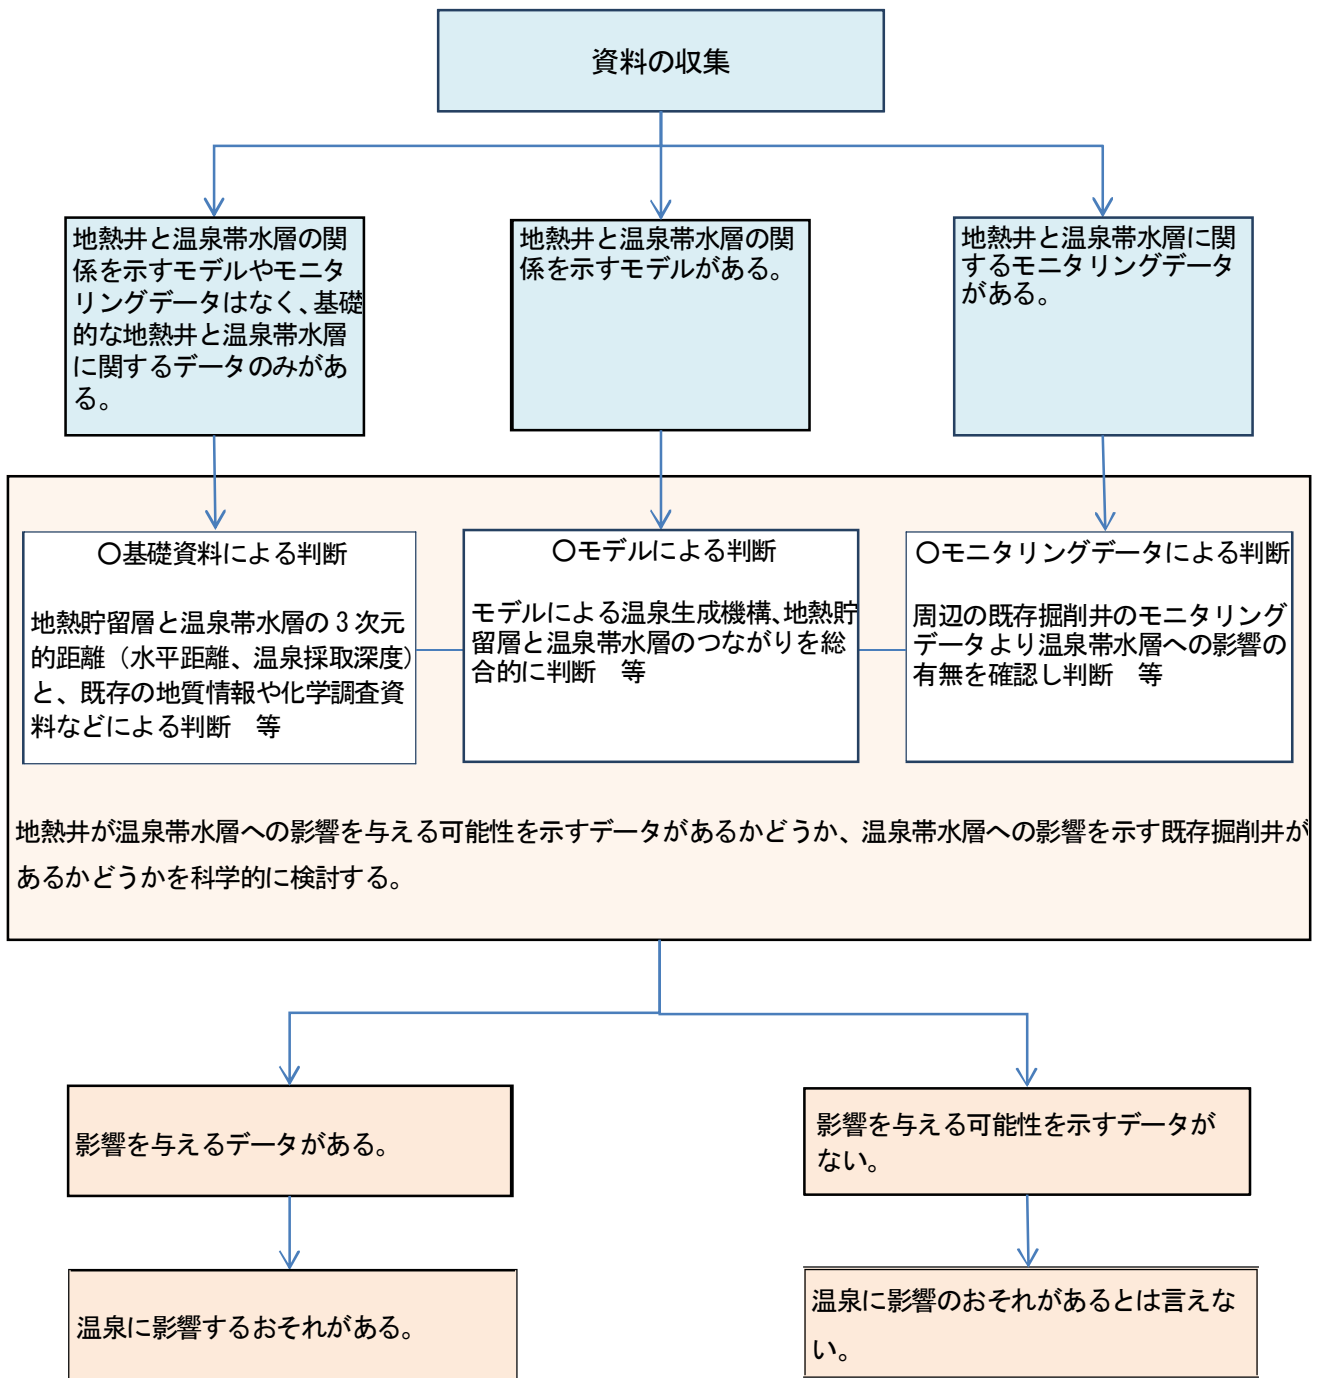 資料の収集
地熱井と温泉帯水層の関
係を示すモデルやモニタ
リングデータはなく、基礎
的な地熱井と温泉帯水層
に関するデータのみがあ
る。
地熱井と温泉帯水層の関
係を示すモデルがある。
地熱井と温泉帯水層に関
するモニタリングデータ
がある。
〇基礎資料による判断
地熱貯留層と温泉帯水層の3次元
的距離（水平距離、温泉採取深度）
と、既存の地質情報や化学調査資
料などによる判断　等
〇モデルによる判断
モデルによる温泉生成機構、地熱貯
留層と温泉帯水層のつながりを総
合的に判断　等
〇モニタリングデータによる判断
周辺の既存掘削井のモニタリング
データより温泉帯水層への影響の
有無を確認し判断　等
地熱井が温泉帯水層への影響を与える可能性を示すデータがあるかどうか、温泉帯水層への影響を示す既存掘削井が
あるかどうかを科学的に検討する。
影響を与えるデータがある。
影響を与える可能性を示すデータが
ない。
温泉に影響するおそれがある。
温泉に影響のおそれがあるとは言えな
い。